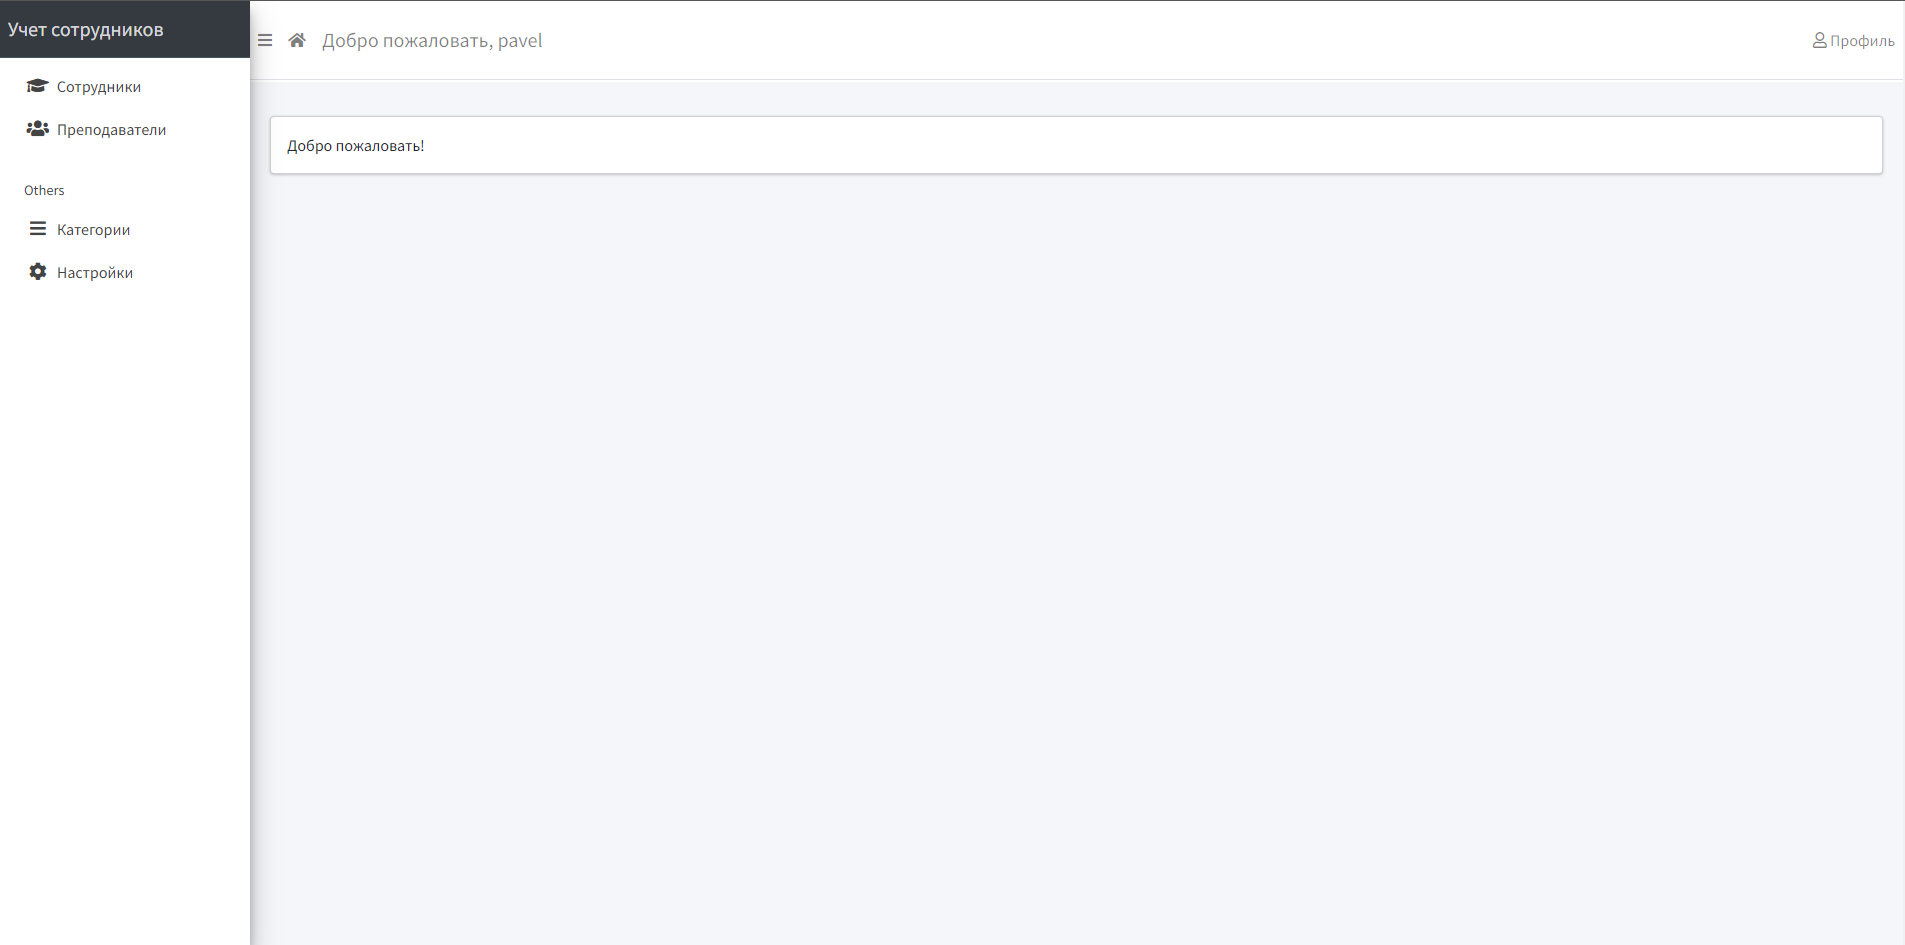 Учет сотрудников
Добро пожаловать, pavel
Профиль
Сотрудники
Преподаватели
Others
Категории
Настройки
Добро пожаловать!